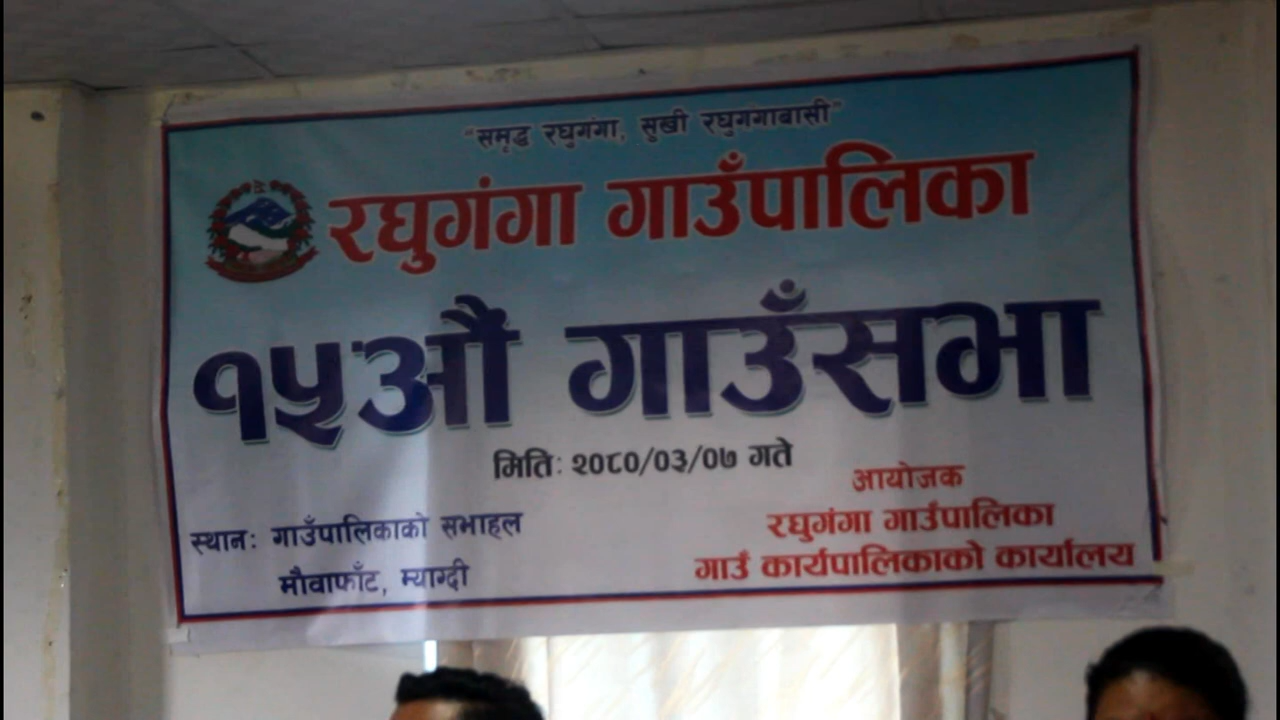 "समृद्ध रघुगंगा, सुखी रघुगंगाबासी"
रघुगंगा गाउँपालिका
१५औं गाउँसभा
मिति: २०८०/०३/०७ गते
आयोजक
रघुगंगा गाउँपालिका
गाउँ कार्यपालिकाको कार्यालय
स्थान: गाउँपालिकाको सभाहल
मौवाफाँट, म्याग्दी